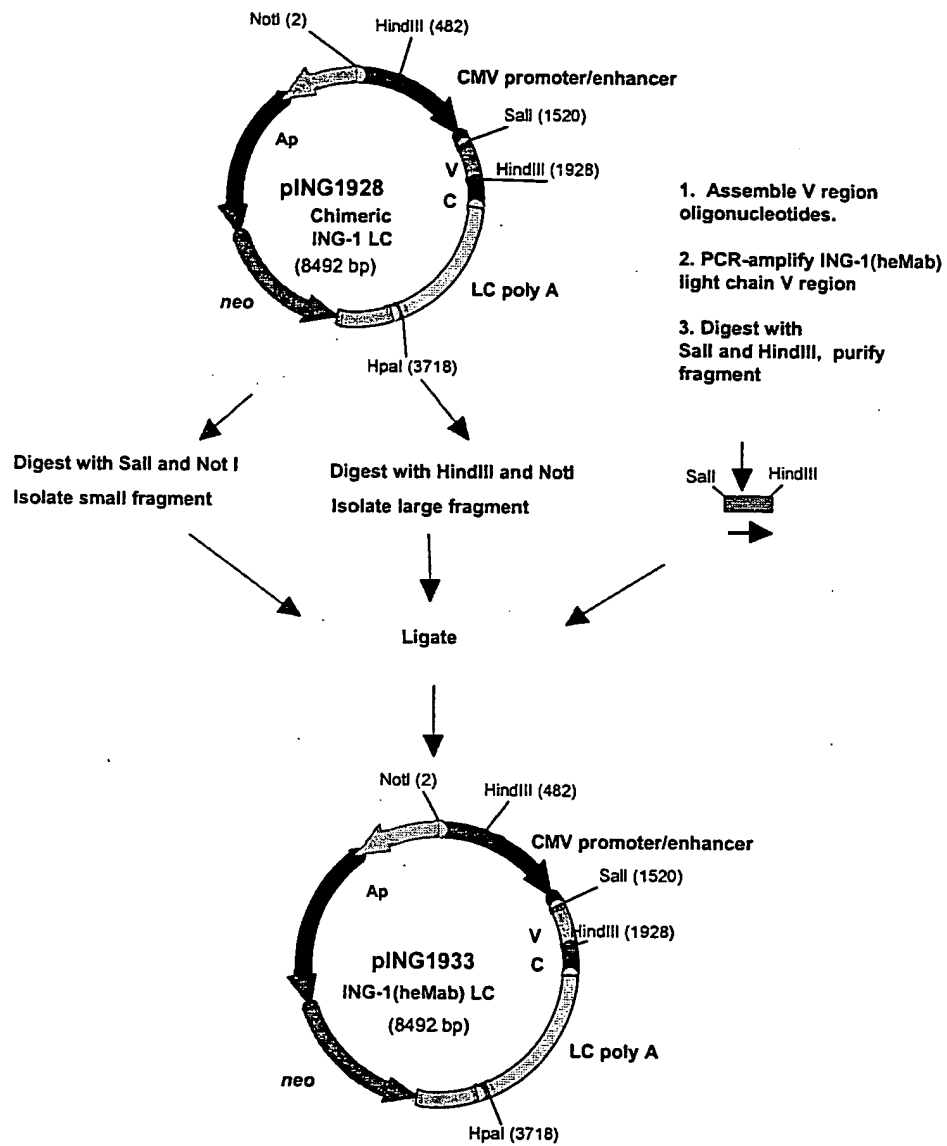 NotI (2)
HindIII (482)
CMV promoter/enhancer
SalI (1520)
Ap
V
HindIII (1928)
C
pING1928
Chimeric
ING-1 LC
(8492 bp)
neo
LC poly A
HpaI (3718)
1. Assemble V region
oligonucleotides.
2. PCR-amplify ING-1(heMab)
light chain V region
3. Digest with
SalI and HindIII, purify
fragment
Digest with SalI and Not I
Isolate small fragment
Digest with HindIII and NotI
Isolate large fragment
SalI
HindIII
Ligate
NotI (2)
HindIII (482)
CMV promoter/enhancer
SalI (1520)
Ap
V
HindIII (1928)
C
pING1933
ING-1(heMab) LC
(8492 bp)
LC poly A
neo
HpaI (3718)